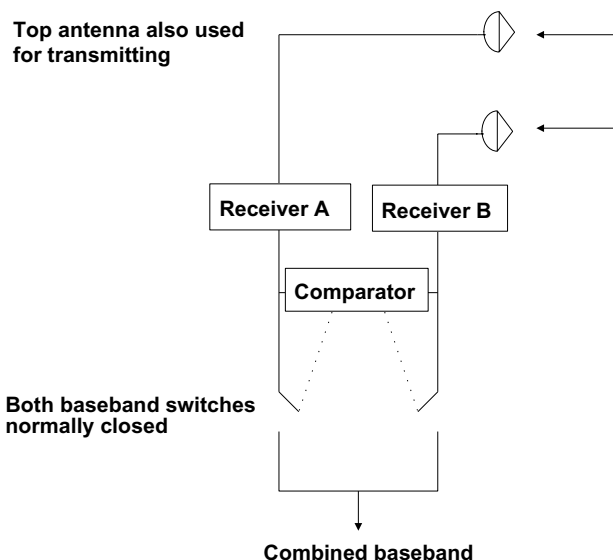 Top antenna also used
for transmitting
Receiver A
Receiver B
Comparator
Both baseband switches
normally closed
Combined baseband